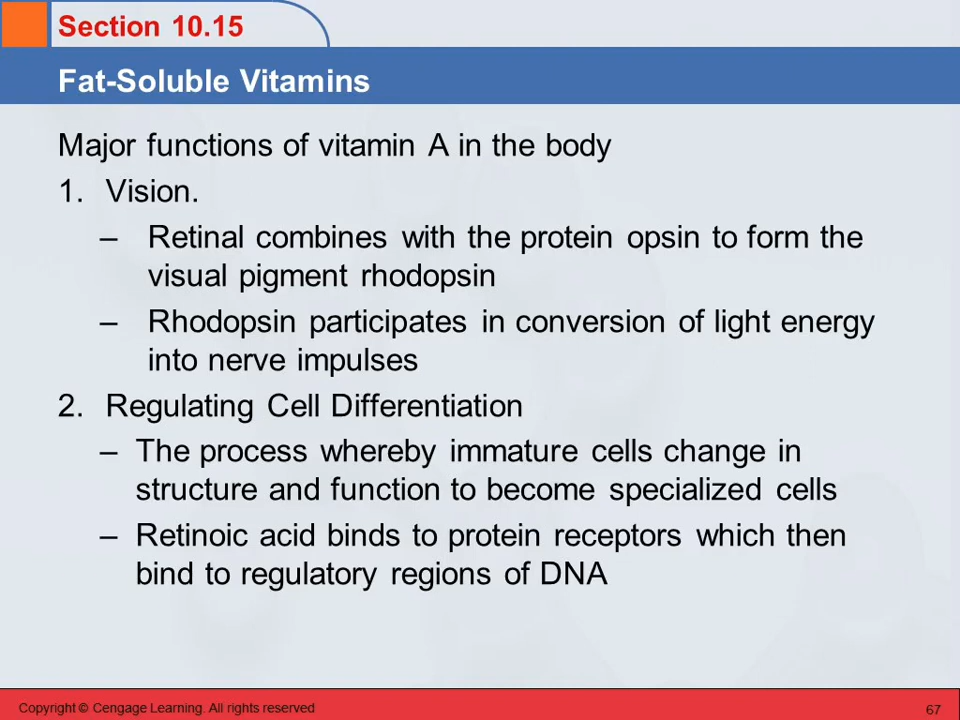 Section 10.15
Fat-Soluble Vitamins
Major functions of vitamin A in the body
1. Vision.
– Retinal combines with the protein opsin to form the
visual pigment rhodopsin
– Rhodopsin participates in conversion of light energy
into nerve impulses
2. Regulating Cell Differentiation
– The process whereby immature cells change in
structure and function to become specialized cells
– Retinoic acid binds to protein receptors which then
bind to regulatory regions of DNA
Copyright © Cengage Learning. All rights reserved
67